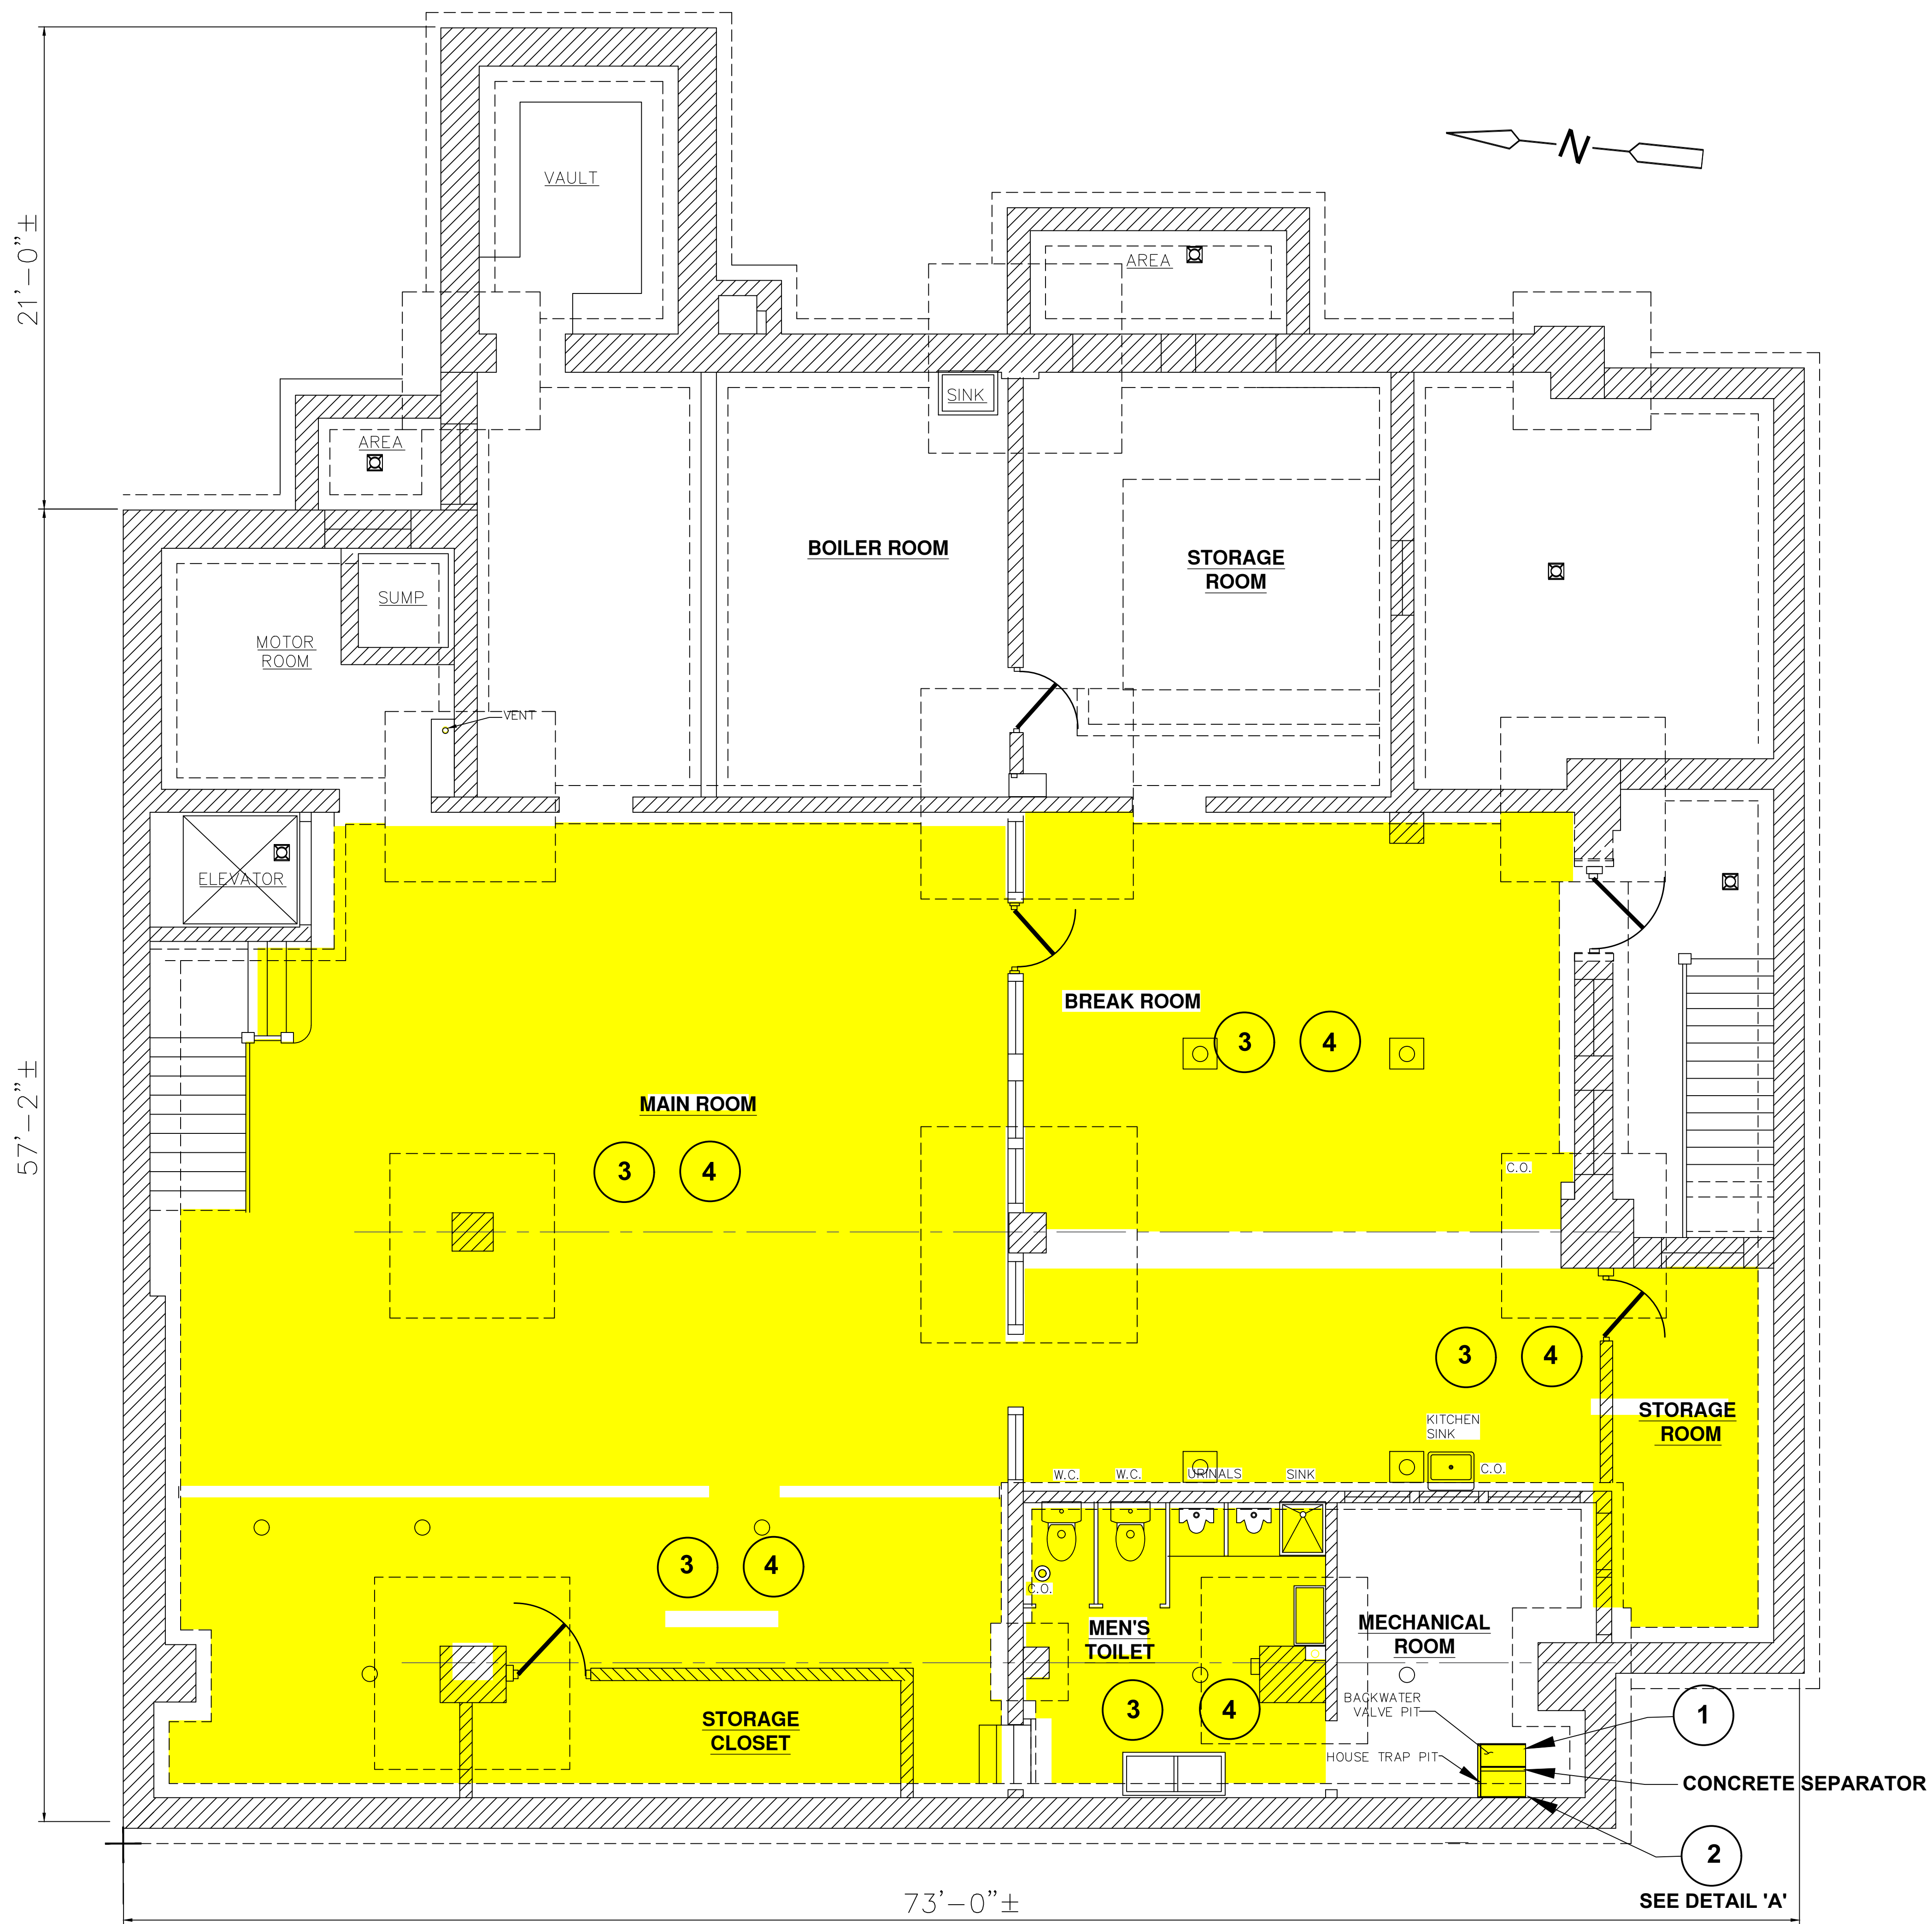 N
VAULT
21'-0"±
AREA
SINK
AREA
BOILER ROOM
STORAGE
ROOM
SUMP
MOTOR
ROOM
VENT
ELEVATOR
BREAK ROOM
3
4
57'-2"±
MAIN ROOM
3
4
C.O.
3
4
STORAGE
ROOM
KITCHEN
SINK
C.O.
W.C.
W.C.
URINALS
SINK
3
4
C.O.
MEN'S
TOILET
MECHANICAL
ROOM
3
4
STORAGE
CLOSET
BACKWATER
VALVE PIT
1
HOUSE TRAP PIT
CONCRETE SEPARATOR
2
SEE DETAIL 'A'
73'-0"±